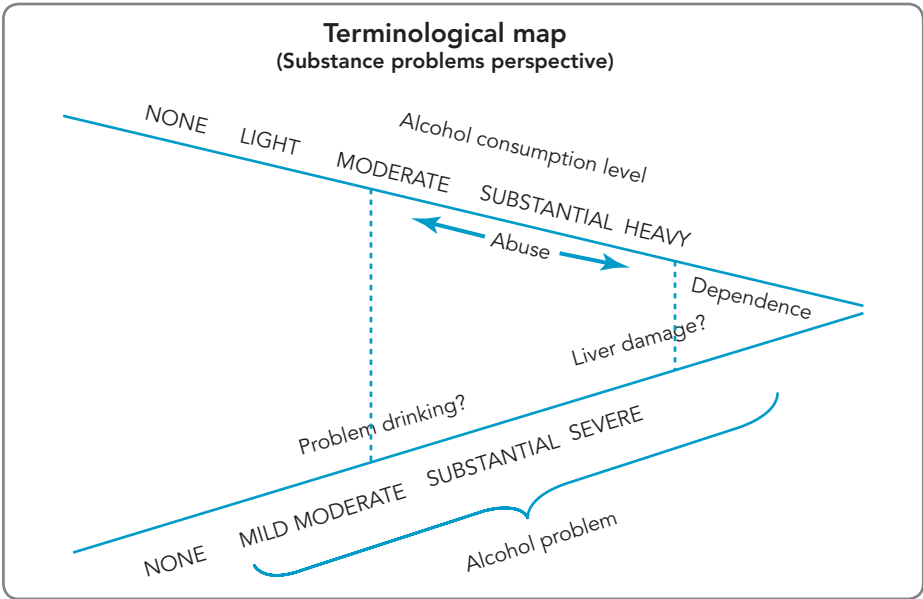 Terminological map
(Substance problems perspective)
NONE LIGHT MODERATE SUBSTANTIAL HEAVY
Alcohol consumption level
Abuse
Dependence
Liver damage?
Problem drinking?
NONE MILD MODERATE SUBSTANTIAL SEVERE
Alcohol problem